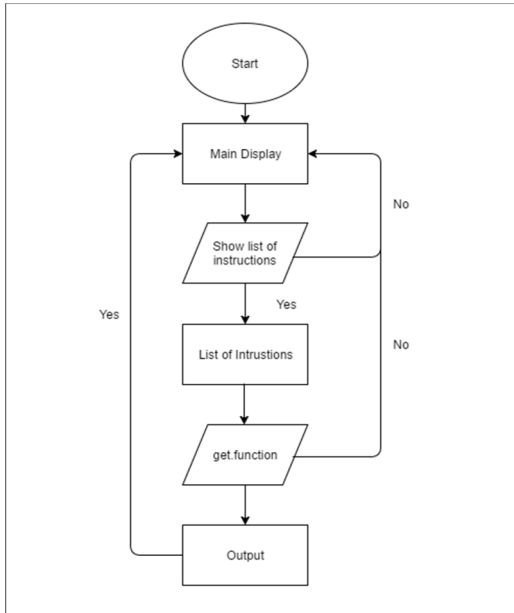 Start
Main Display
No
Show list of
instructions
Yes
Yes
List of Intrustions
No
get.function
Output